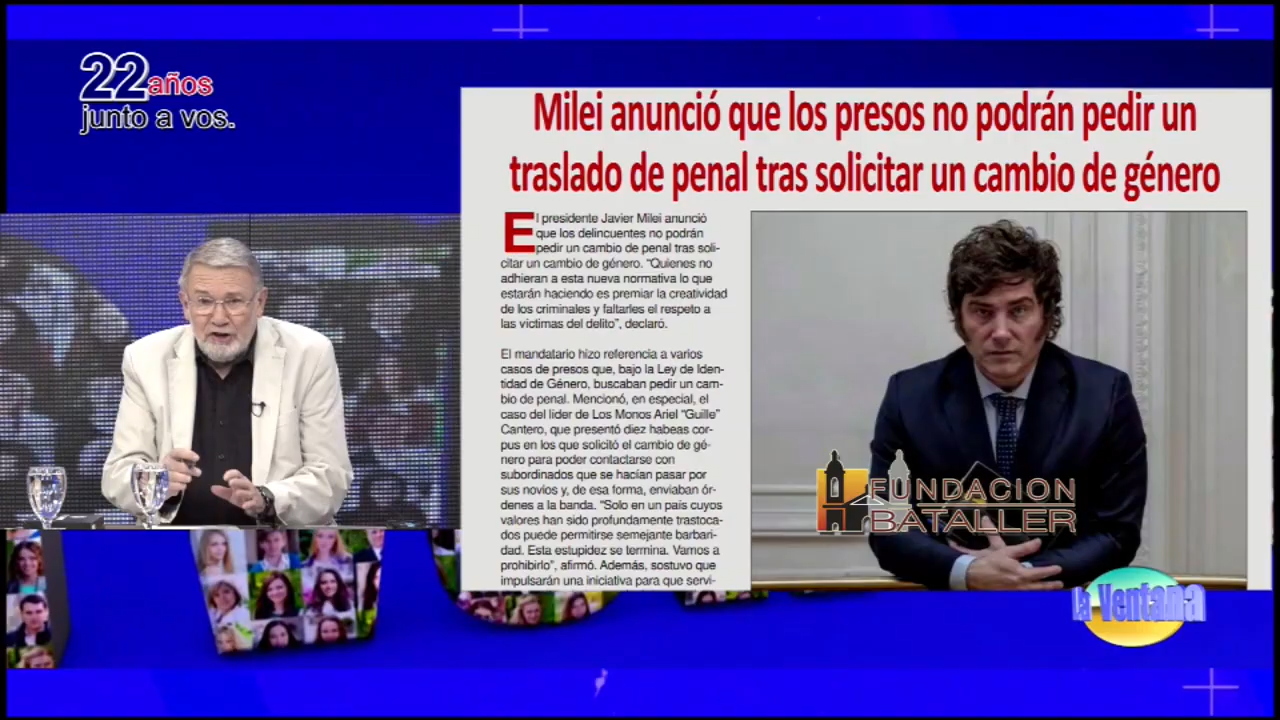 22 años
junto a vos.
Milei anunció que los presos no podrán pedir un
traslado de penal tras solicitar un cambio de género
El presidente Javier Milei anunció
que los delincuentes no podrán
pedir un cambio de penal tras soli-
citar un cambio de género. "Quienes no
adhieran a esta nueva normativa lo que
estarán haciendo es premiar la creatividad
de los criminales y faltarles el respeto a
las victimas del delito", declaró.
El mandatario hizo referencia a varios
casos de presos que, bajo la Ley de Iden-
tidad de Género, buscaban pedir un cam-
bio de penal. Mencionó, en especial, el
caso del líder de Los Monos Ariel "Guille"
Cantero, que presentó diez habeas cor-
pus en los que solicitó el cambio de gé-
nero para poder contactarse con
subordinados que se hacían pasar por
sus novios y, de esa forma, enviaban ór-
denes a la banda. "Solo en un país cuyos
valores han sido profundamente trastoca-
dos puede permitirse semejante barbari-
dad. Esta estupidez se termina. Vamos a
prohibirlo", afirmó. Además, sostuvo que
impulsarán una iniciativa para que servi-
FUNDACION
BATALLER
la Ventana